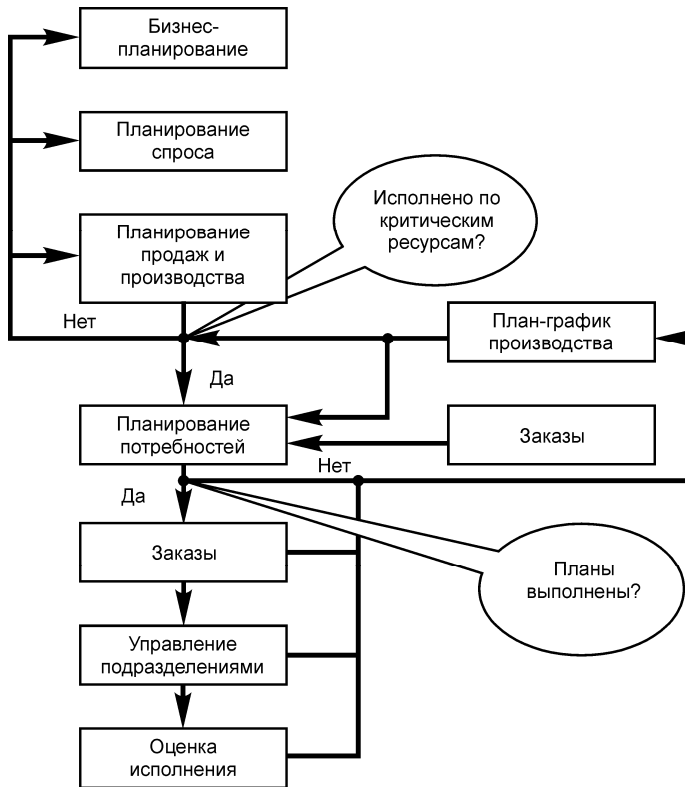 Бизнес-
планирование
Планирование
спроса
Планирование
продаж и
производства
Исполнено по
критическим
ресурсам?
Нет
План-график
производства
Да
Планирование
потребностей
Заказы
Нет
Да
Заказы
Планы
выполнены?
Управление
подразделениями
Оценка
исполнения